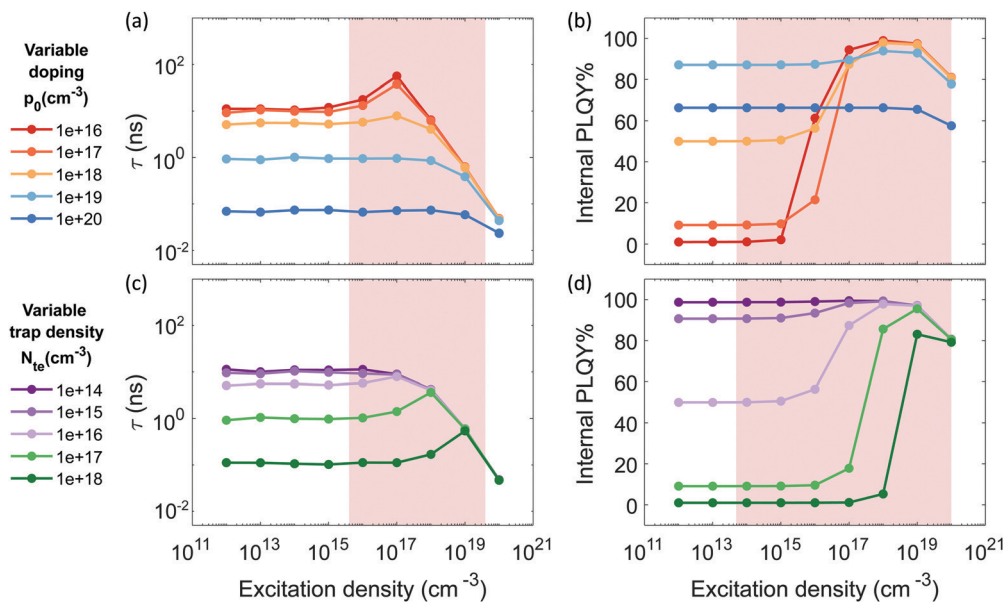 Variable
doping
p₀(cm⁻³)
1e+16
1e+17
1e+18
1e+19
1e+20
(a)
τ (ns)
10²
10⁰
10⁻²
(b)
Internal PLQY%
100
80
60
40
20
0
Variable
trap density
Nₜₑ(cm⁻³)
1e+14
1e+15
1e+16
1e+17
1e+18
(c)
τ (ns)
10²
10⁰
10⁻²
10¹¹ 10¹³ 10¹⁵ 10¹⁷ 10¹⁹ 10²¹
Excitation density (cm⁻³)
(d)
Internal PLQY%
100
80
60
40
20
0
10¹¹ 10¹³ 10¹⁵ 10¹⁷ 10¹⁹ 10²¹
Excitation density (cm⁻³)